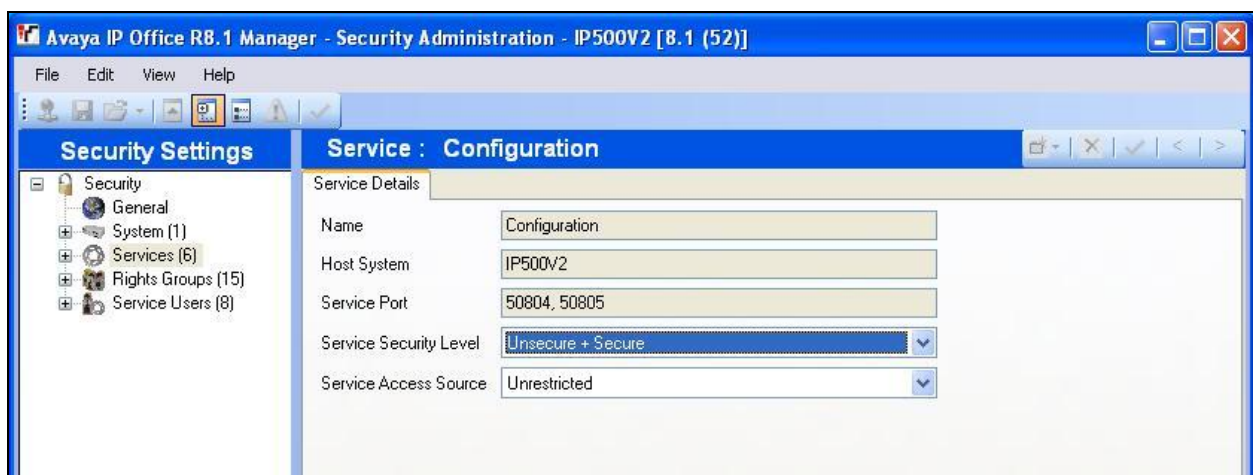 Avaya IP Office R8.1 Manager - Security Administration - IP500V2 [8.1 (52)]
File Edit View Help
Security Settings
Security
General
System (1)
Services (6)
Rights Groups (15)
Service Users (8)
Service : Configuration
Service Details
Name Configuration
Host System IP500V2
Service Port 50804, 50805
Service Security Level Unsecure + Secure
Service Access Source Unrestricted